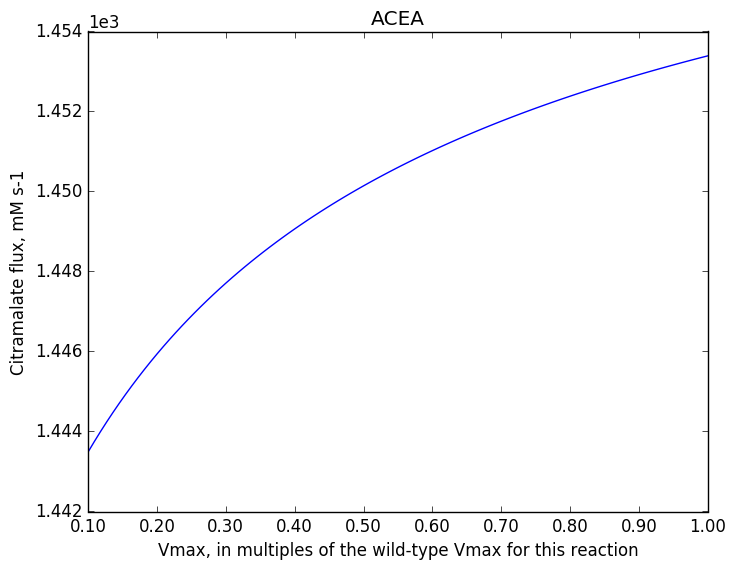 ACEA
1e3
1.454
1.452
1.450
1.448
1.446
1.444
1.442
Citramalate flux, mM s-1
0.10 0.20 0.30 0.40 0.50 0.60 0.70 0.80 0.90 1.00
Vmax, in multiples of the wild-type Vmax for this reaction